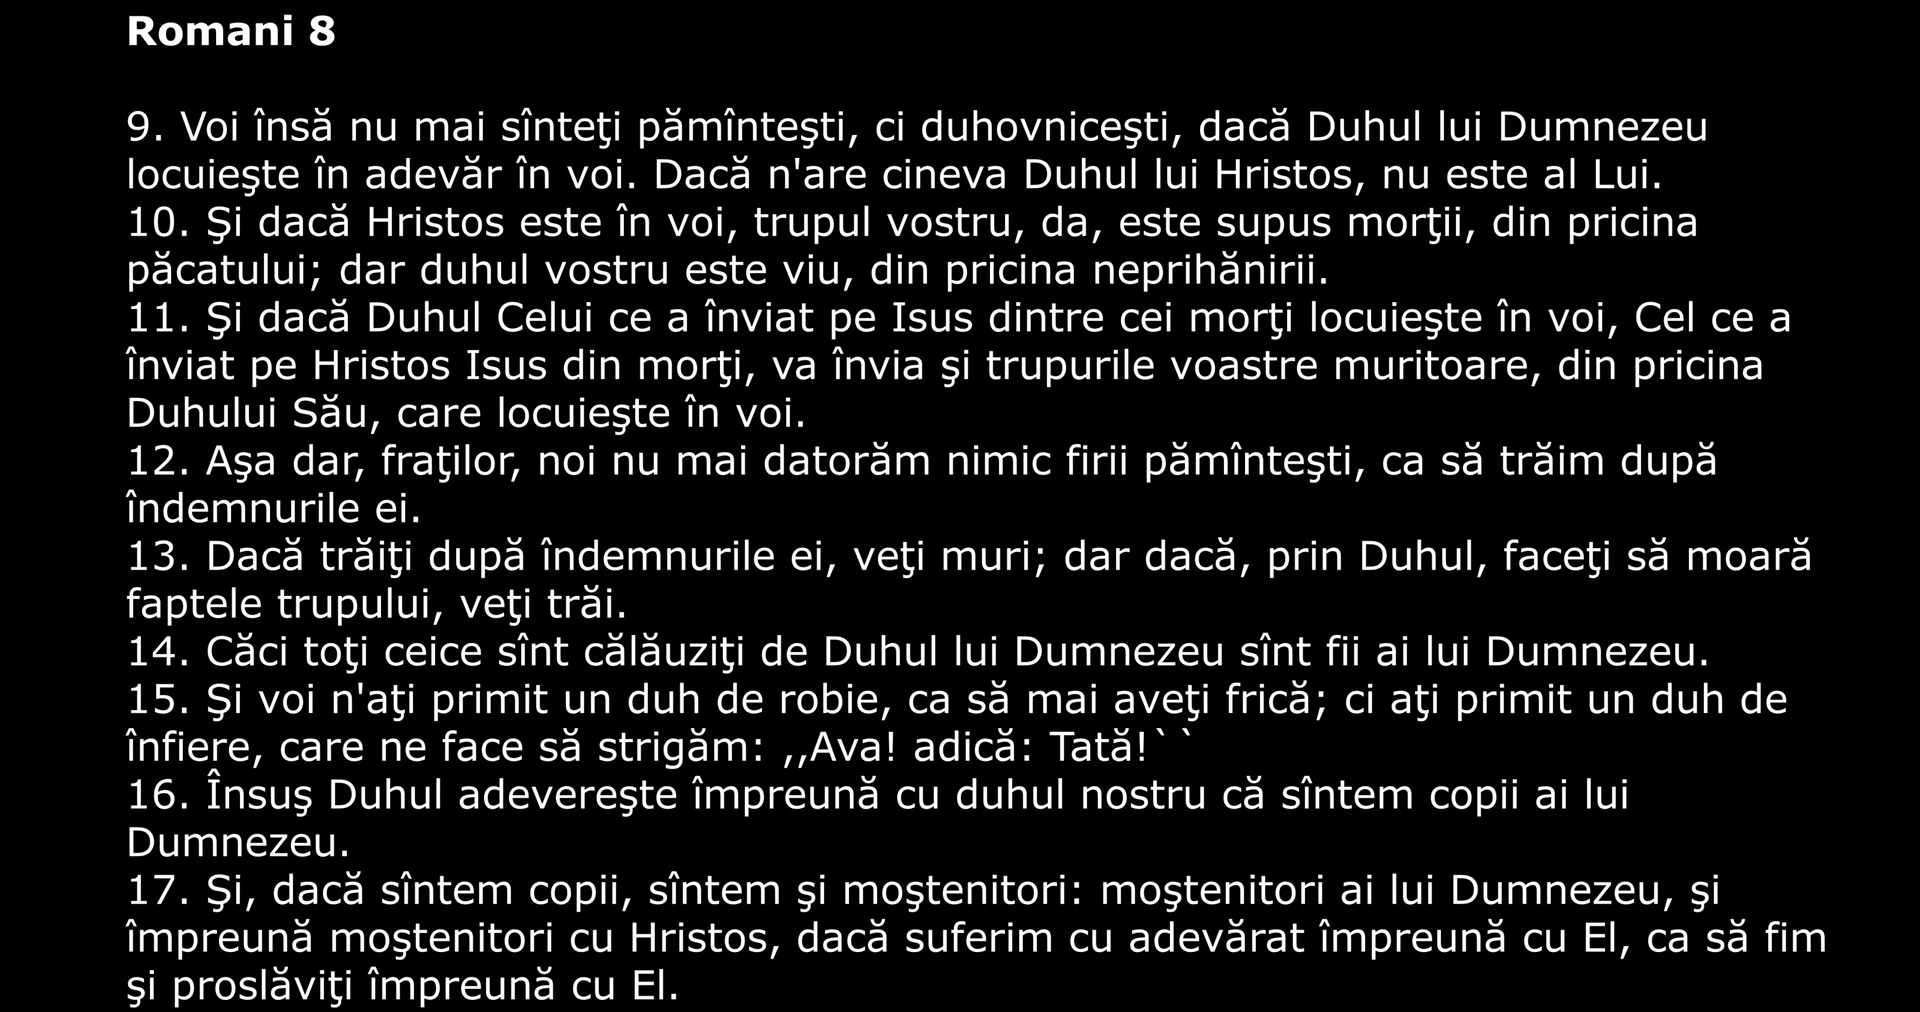 Romani 8
9. Voi însă nu mai sînteţi pămînteşti, ci duhovniceşti, dacă Duhul lui Dumnezeu
locuieşte în adevăr în voi. Dacă n'are cineva Duhul lui Hristos, nu este al Lui.
10. Şi dacă Hristos este în voi, trupul vostru, da, este supus morţii, din pricina
păcatului; dar duhul vostru este viu, din pricina neprihănirii.
11. Şi dacă Duhul Celui ce a înviat pe Isus dintre cei morţi locuieşte în voi, Cel ce a
înviat pe Hristos Isus din morţi, va învia şi trupurile voastre muritoare, din pricina
Duhului Său, care locuieşte în voi.
12. Aşa dar, fraţilor, noi nu mai datorăm nimic firii pămînteşti, ca să trăim după
îndemnurile ei.
13. Dacă trăiţi după îndemnurile ei, veţi muri; dar dacă, prin Duhul, faceţi să moară
faptele trupului, veţi trăi.
14. Căci toţi ceice sînt călăuziţi de Duhul lui Dumnezeu sînt fii ai lui Dumnezeu.
15. Şi voi n'aţi primit un duh de robie, ca să mai aveţi frică; ci aţi primit un duh de
înfiere, care ne face să strigăm: ,,Ava! adică: Tată!``
16. Însuş Duhul adevereşte împreună cu duhul nostru că sîntem copii ai lui
Dumnezeu.
17. Şi, dacă sîntem copii, sîntem şi moştenitori: moştenitori ai lui Dumnezeu, şi
împreună moştenitori cu Hristos, dacă suferim cu adevărat împreună cu El, ca să fim
şi proslăviţi împreună cu El.